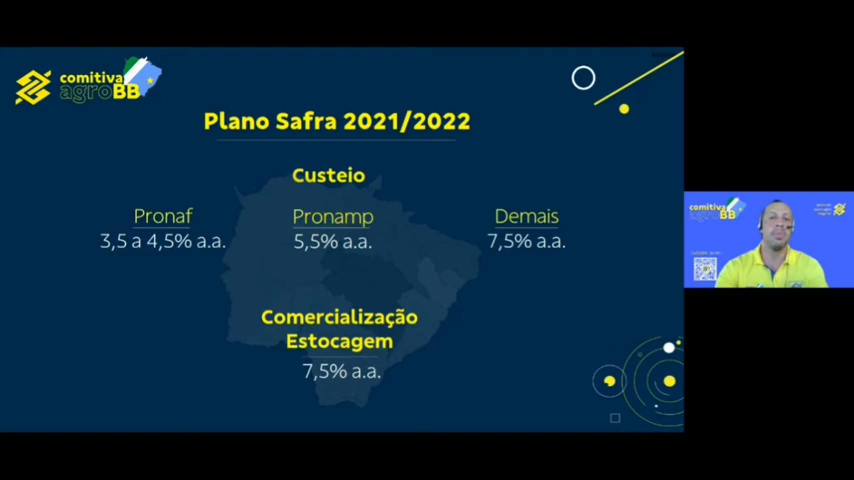 comitiva
agroBB
Plano Safra 2021/2022
Custeio
Pronaf
3,5 a 4,5% a.a.
Pronamp
5,5% a.a.
Demais
7,5% a.a.
Comercialização
Estocagem
7,5% a.a.
comitiva
agroBB